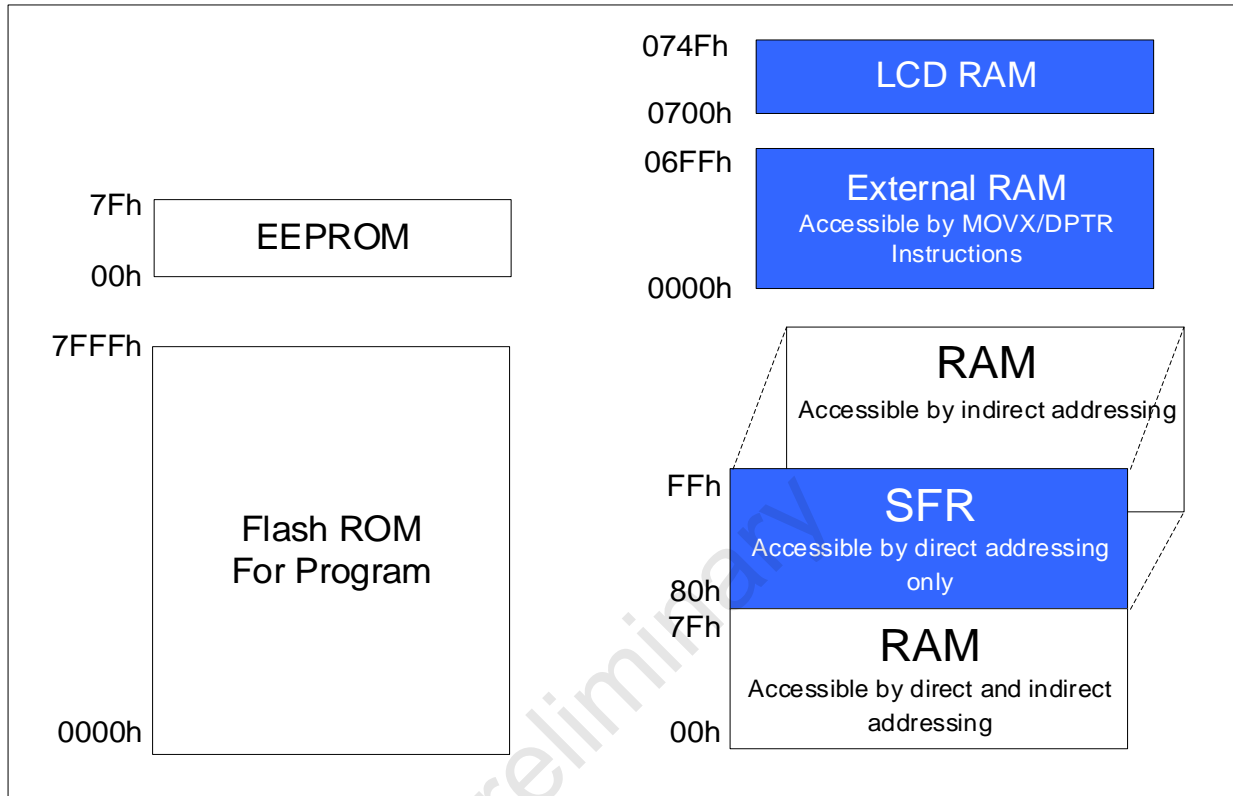 7Fh
EEPROM
00h
7FFFh
Flash ROM
For Program
0000h
074Fh
LCD RAM
0700h
06FFh
External RAM
Accessible by MOVX/DPTR
Instructions
0000h
RAM
Accessible by indirect addressing
FFh
SFR
Accessible by direct addressing
only
80h
7Fh
RAM
Accessible by direct and indirect
addressing
00h
reliminary